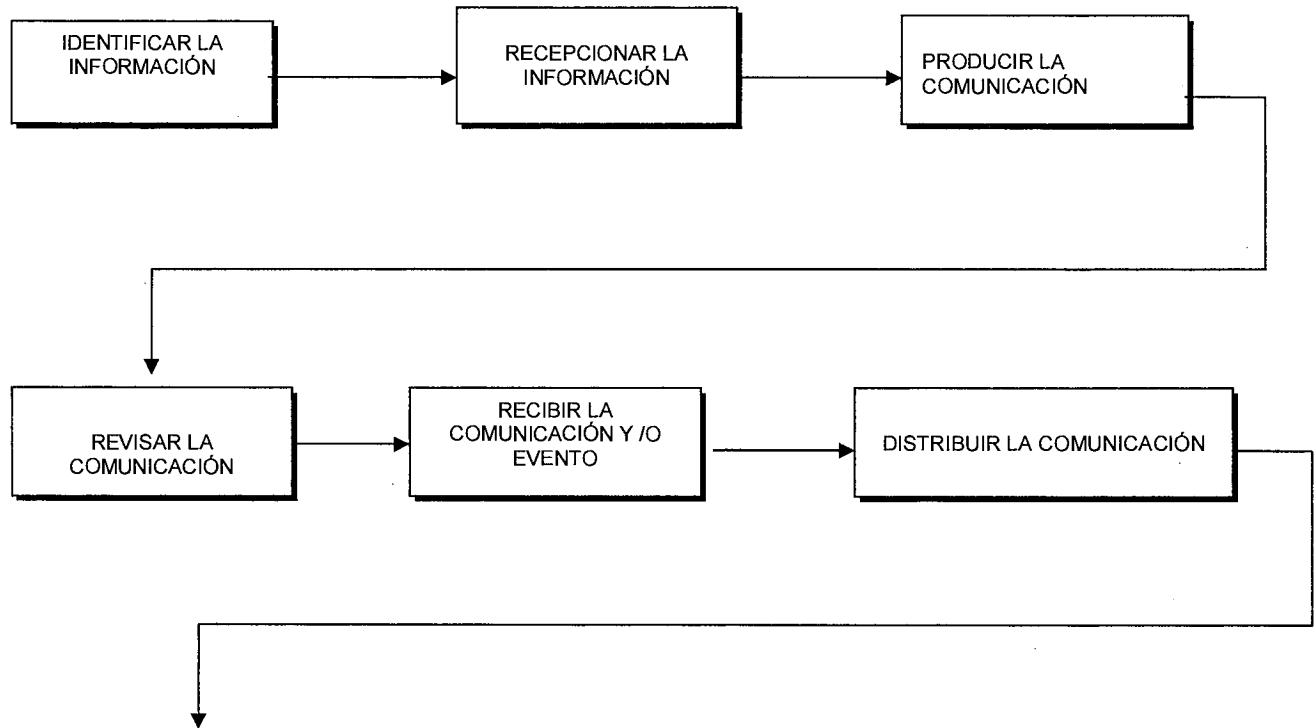 IDENTIFICAR LA
INFORMACIÓN
RECEPCIONAR LA
INFORMACIÓN
PRODUCIR LA
COMUNICACIÓN
REVISAR LA
COMUNICACIÓN
RECIBIR LA
COMUNICACIÓN Y /O
EVENTO
DISTRIBUIR LA COMUNICACIÓN